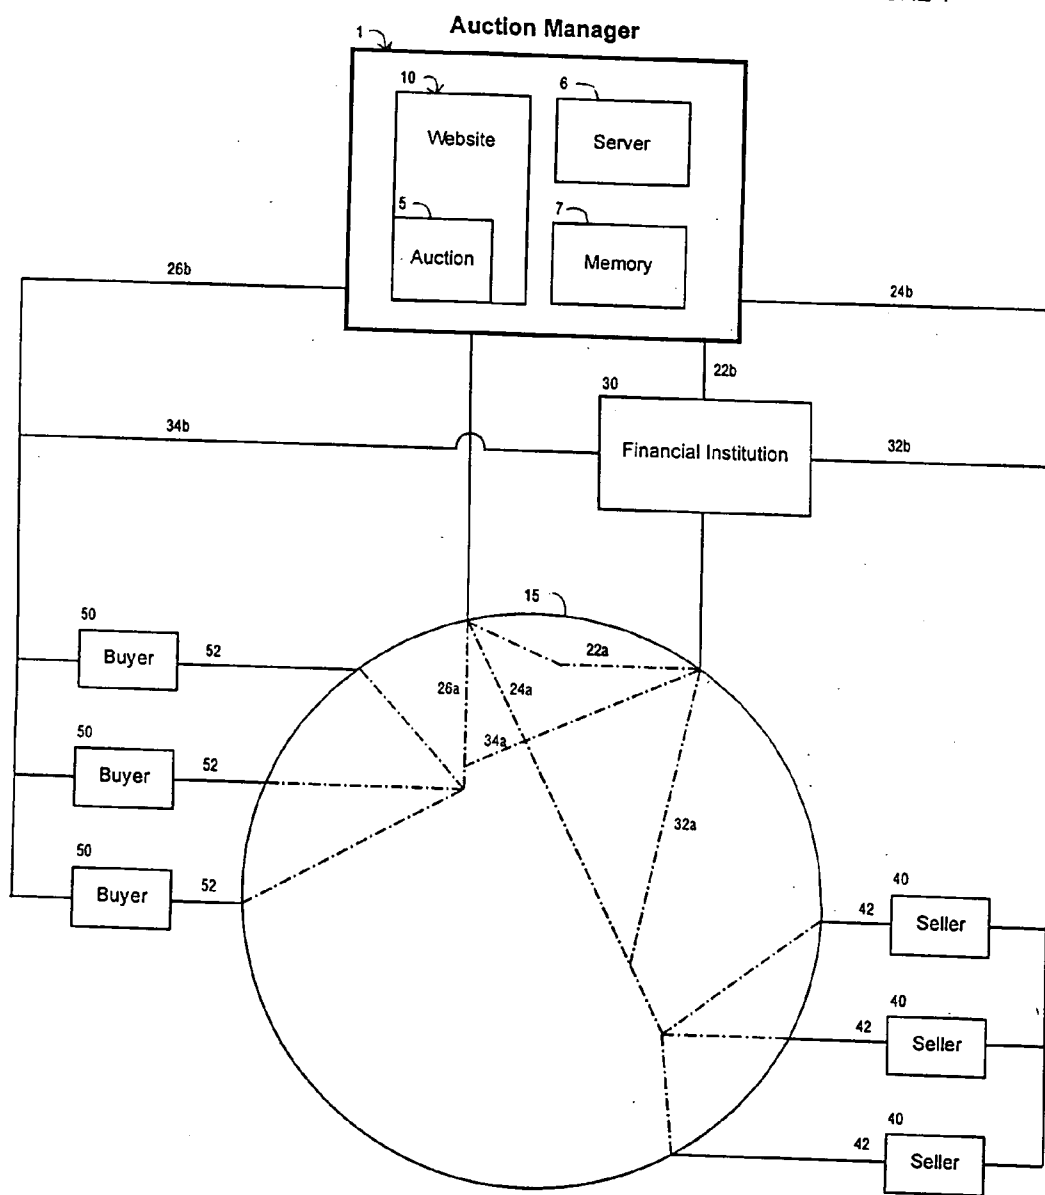 Auction Manager
1
10
6
Website
Server
5
7
Auction
Memory
26b
24b
22b
30
34b
Financial Institution
32b
15
50
Buyer
52
22a
26a
24a
50
34a
Buyer
52
32a
50
Buyer
52
40
42
Seller
40
42
Seller
40
42
Seller